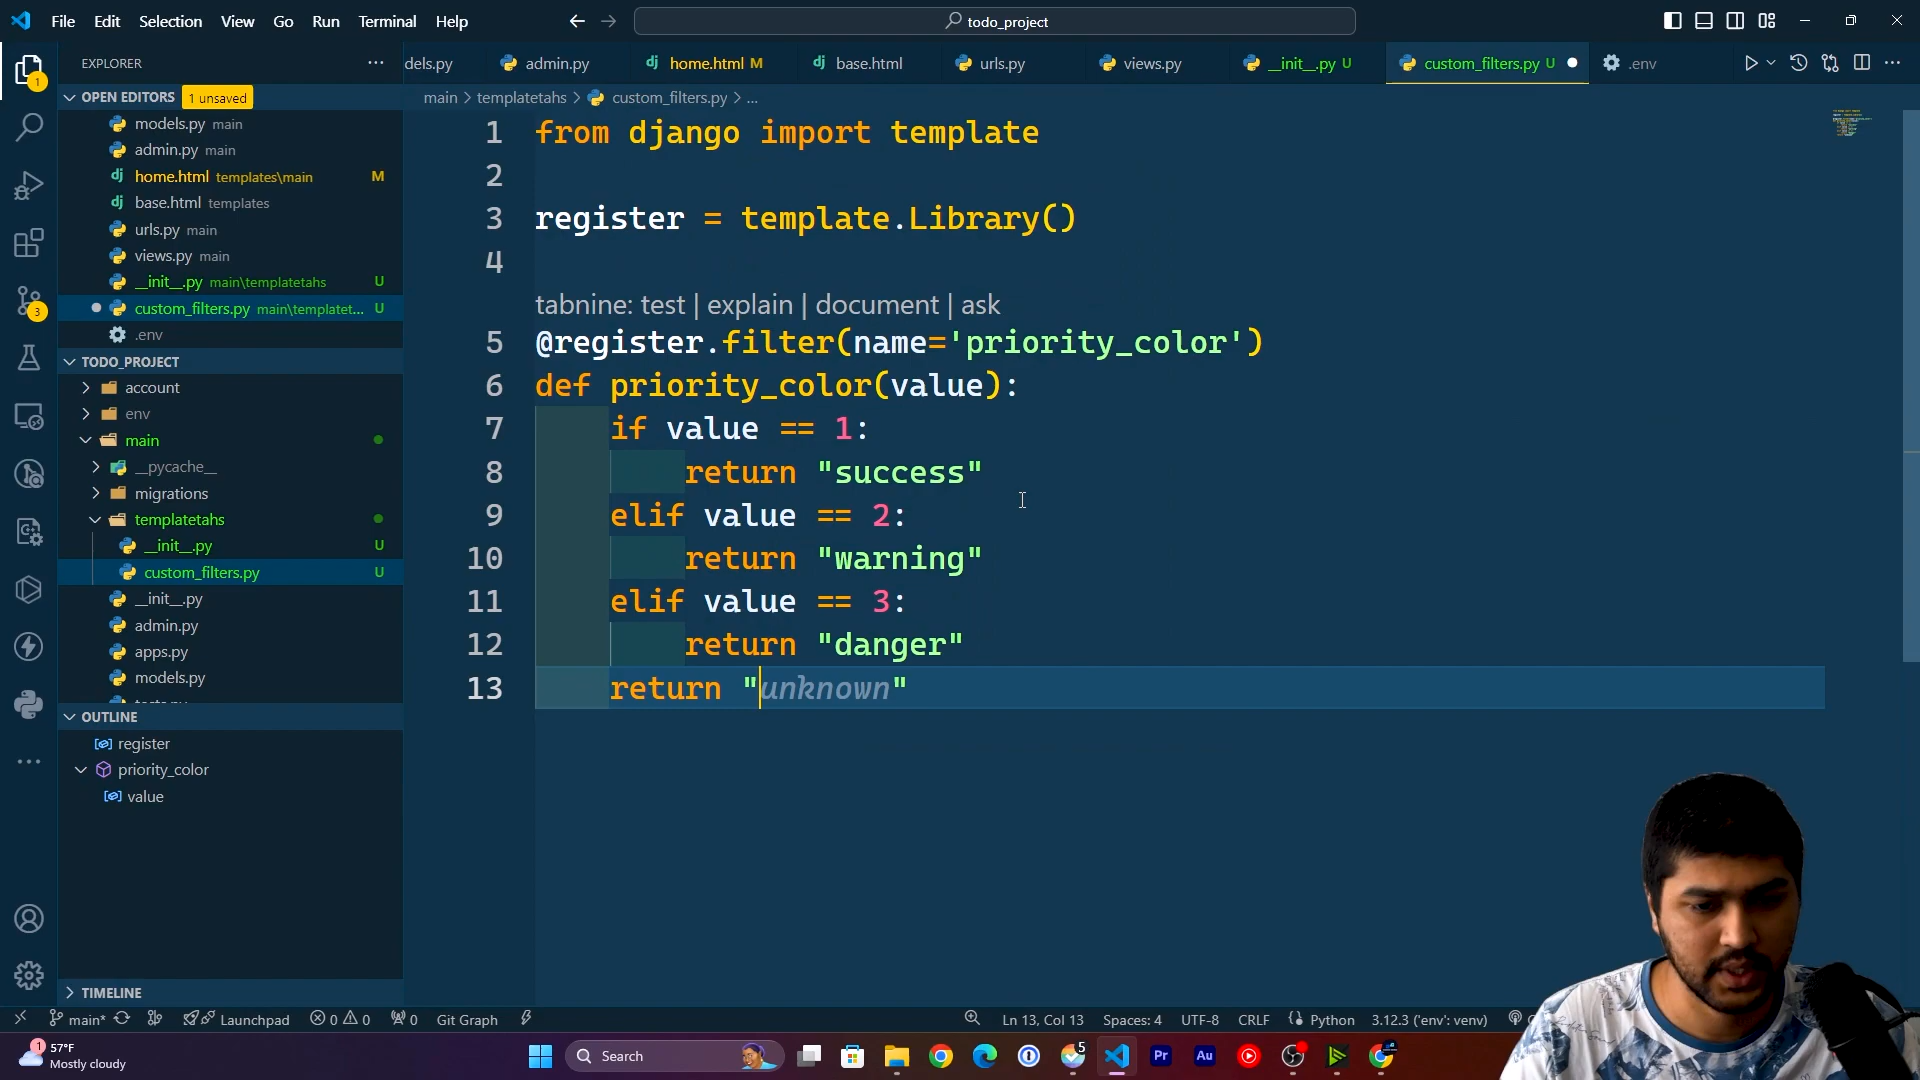 File Edit Selection View Go Run Terminal Help
todo_project
EXPLORER
dels.py
admin.py
home.html M
base.html
urls.py
views.py
__init__.py U
custom_filters.py U
.env
OPEN EDITORS 1 unsaved
main > templatetahs > custom_filters.py > ...
models.py main
admin.py main
home.html templates\main M
base.html templates
urls.py main
views.py main
__init__.py main\templatetahs U
custom_filters.py main\templatet... U
.env
TODO_PROJECT
account
env
main
__pycache__
migrations
templatetahs
__init__.py U
custom_filters.py U
__init__.py
admin.py
apps.py
models.py
OUTLINE
register
priority_color
value
TIMELINE
1 from django import template
2
3 register = template.Library()
4
tabnine: test | explain | document | ask
5 @register.filter(name='priority_color')
6 def priority_color(value):
7 if value == 1:
8 return "success"
9 elif value == 2:
10 return "warning"
11 elif value == 3:
12 return "danger"
13 return "unknown"
main* Launchpad 0 0 0 Git Graph Ln 13, Col 13 Spaces: 4 UTF-8 CRLF Python 3.12.3 ('env': venv)
57°F
Mostly cloudy
Search